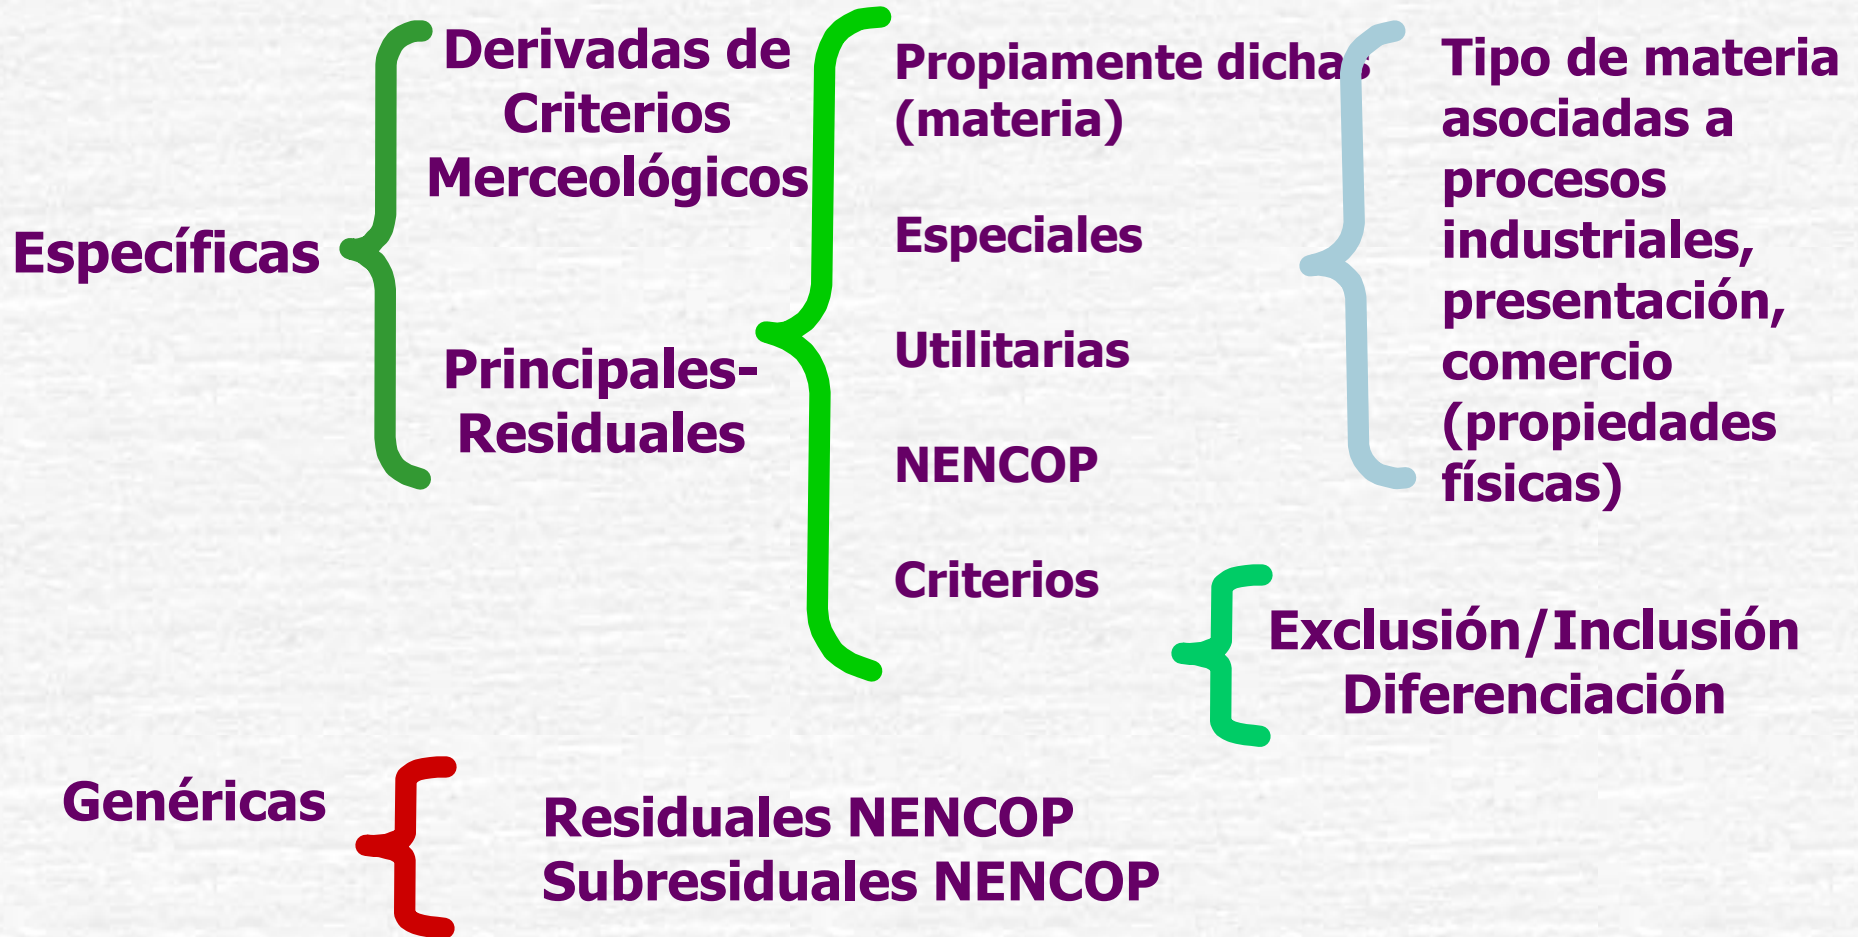 Específicas
Derivadas de
Criterios
Merceológicos
Principales-
Residuales
Propiamente dichas
(materia)
Especiales
Utilitarias
NENCOP
Criterios
Tipo de materia
asociadas a
procesos
industriales,
presentación,
comercio
(propiedades
físicas)
Exclusión/Inclusión
Diferenciación
Genéricas
Residuales NENCOP
Subresiduales NENCOP